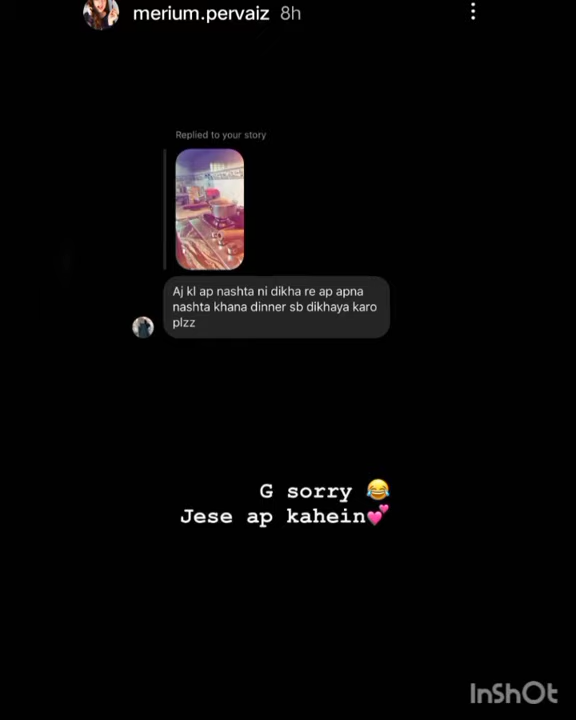 merium.pervaiz 8h
Replied to your story
Aj kl ap nashta ni dikha re ap apna
nashta khana dinner sb dikhaya karo
plzz
G sorry 😂
Jese ap kahein💕
InShOt